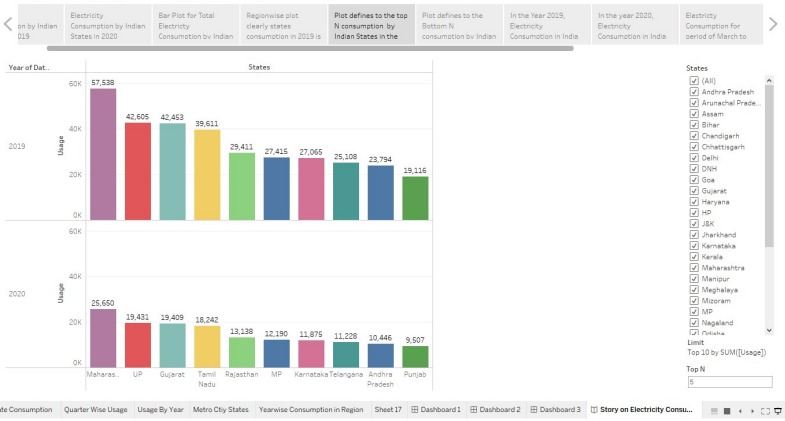 on by Indian
019
Electricity
Consumption by Indian
States in 2020
Bar Plot for Total
Electricty
Consumption by Indian
Regionwise plot
clearly states
consumption in 2019 is
Plot defines to the top
N consumption by
Indian States in the
Plot defines to the
Bottom N
consumption by Indian
In the Year 2019,
Electricity
Consumption in India
In the year 2020,
Electricity
Consumption in India
Electricty
Consumption for
period of March to
Year of Dat..
States
60K
40K
20K
0K
Usage
2019
57,538
42,605
42,453
39,611
29,411
27,415
27,065
25,108
23,794
19,116
60K
40K
20K
0K
Usage
2020
25,650
19,431
19,409
18,242
13,138
12,190
11,875
11,228
10,446
9,507
Maharas..
UP
Gujarat
Tamil
Nadu
Rajasthan
MP
Karnataka
Telangana
Andhra
Pradesh
Punjab
States
(All)
Andhra Pradesh
Arunachal Prade...
Assam
Bihar
Chandigarh
Chhattisgarh
Delhi
DNH
Goa
Gujarat
Haryana
HP
J&K
Jharkhand
Karnataka
Kerala
Maharashtra
Manipur
Meghalaya
Mizoram
MP
Nagaland
Odisha
Limit
Top 10 by SUM([Usage])
Top N
5
te Consumption
Quarter Wise Usage
Usage By Year
Metro Ctiy States
Yearwise Consumption in Region
Sheet 17
Dashboard 1
Dashboard 2
Dashboard 3
Story on Electricity Consu...